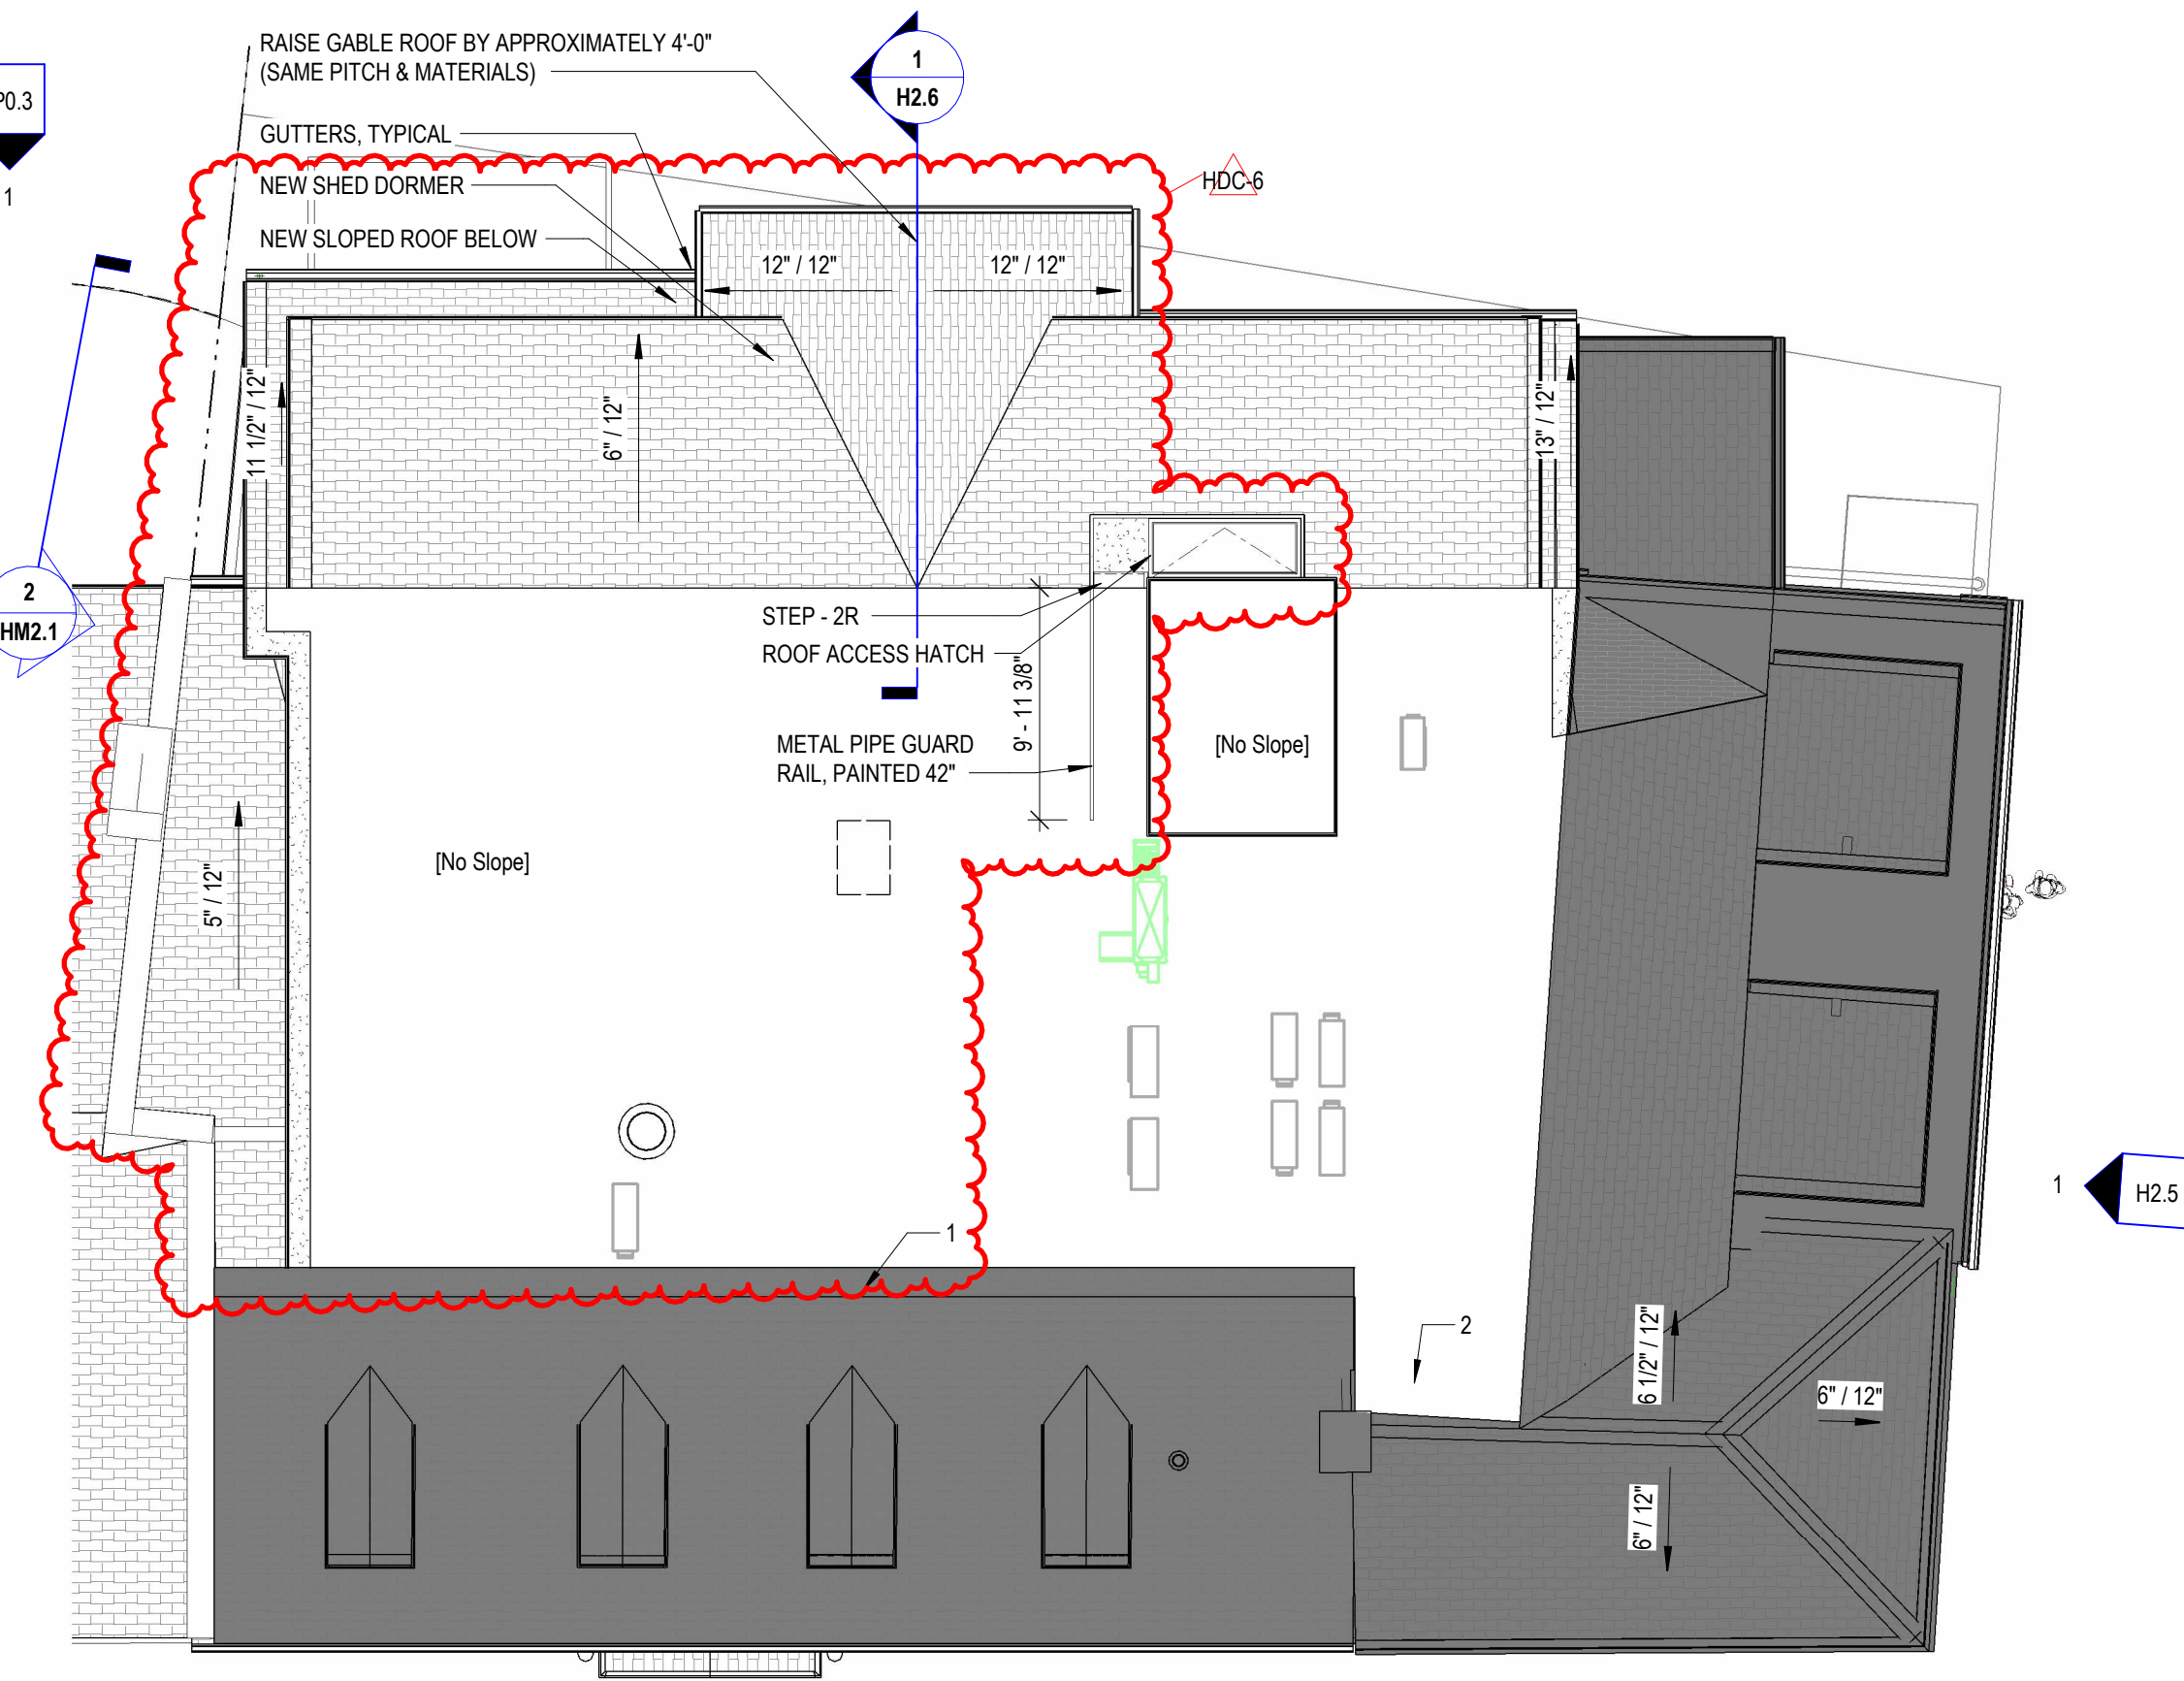 RAISE GABLE ROOF BY APPROXIMATELY 4'-0"
(SAME PITCH & MATERIALS)
1
H2.6
P0.3
1
GUTTERS, TYPICAL
NEW SHED DORMER
HDC-6
NEW SLOPED ROOF BELOW
12" / 12"
12" / 12"
11 1/2" / 12"
6" / 12"
13" / 12"
2
HM2.1
STEP - 2R
ROOF ACCESS HATCH
9' - 11 3/8"
METAL PIPE GUARD
RAIL, PAINTED 42"
[No Slope]
[No Slope]
5" / 12"
1
1
H2.5
2
6 1/2" / 12"
6" / 12"
6" / 12"